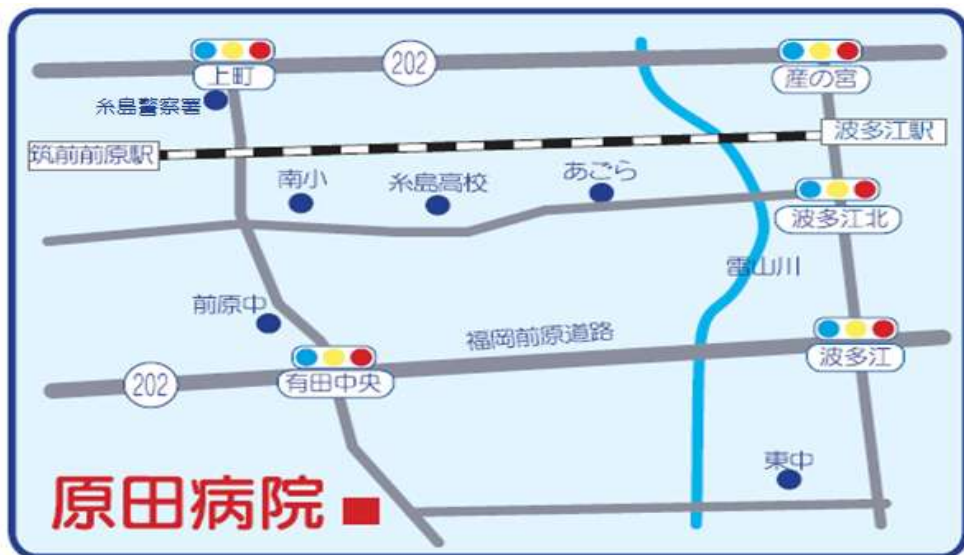 上町
202
産の宮
糸島警察署
筑前前原駅
波多江駅
南小
糸島高校
あごら
波多江北
雷山川
前原中
福岡前原道路
波多江
202
有田中央
東中
原田病院